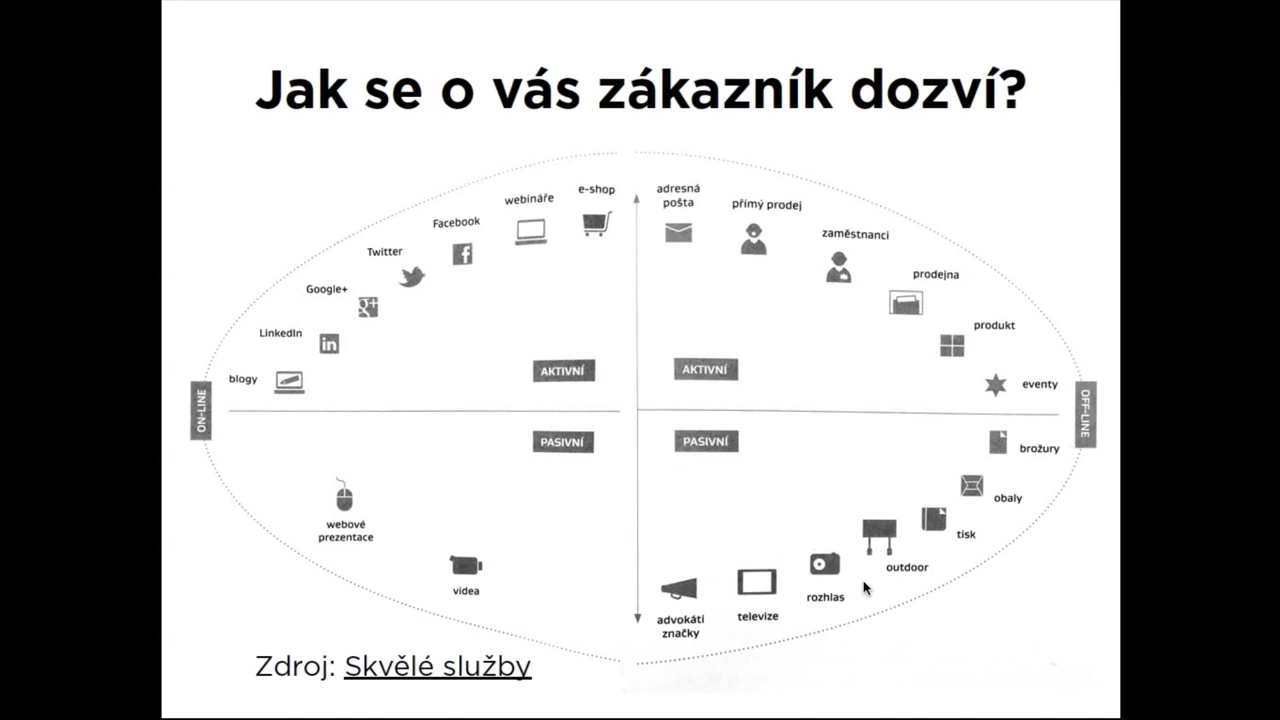 Jak se o vás zákazník dozví?
e-shop
webináře
Facebook
Twitter
Google+
LinkedIn
blogy
adresná
pošta
přímý prodej
zaměstnanci
prodejna
produkt
eventy
AKTIVNÍ
AKTIVNÍ
ON-LINE
OFF-LINE
PASIVNÍ
PASIVNÍ
webové
prezentace
videa
brožury
obaly
tisk
outdoor
rozhlas
televize
advokáti
značky
Zdroj: Skvělé služby